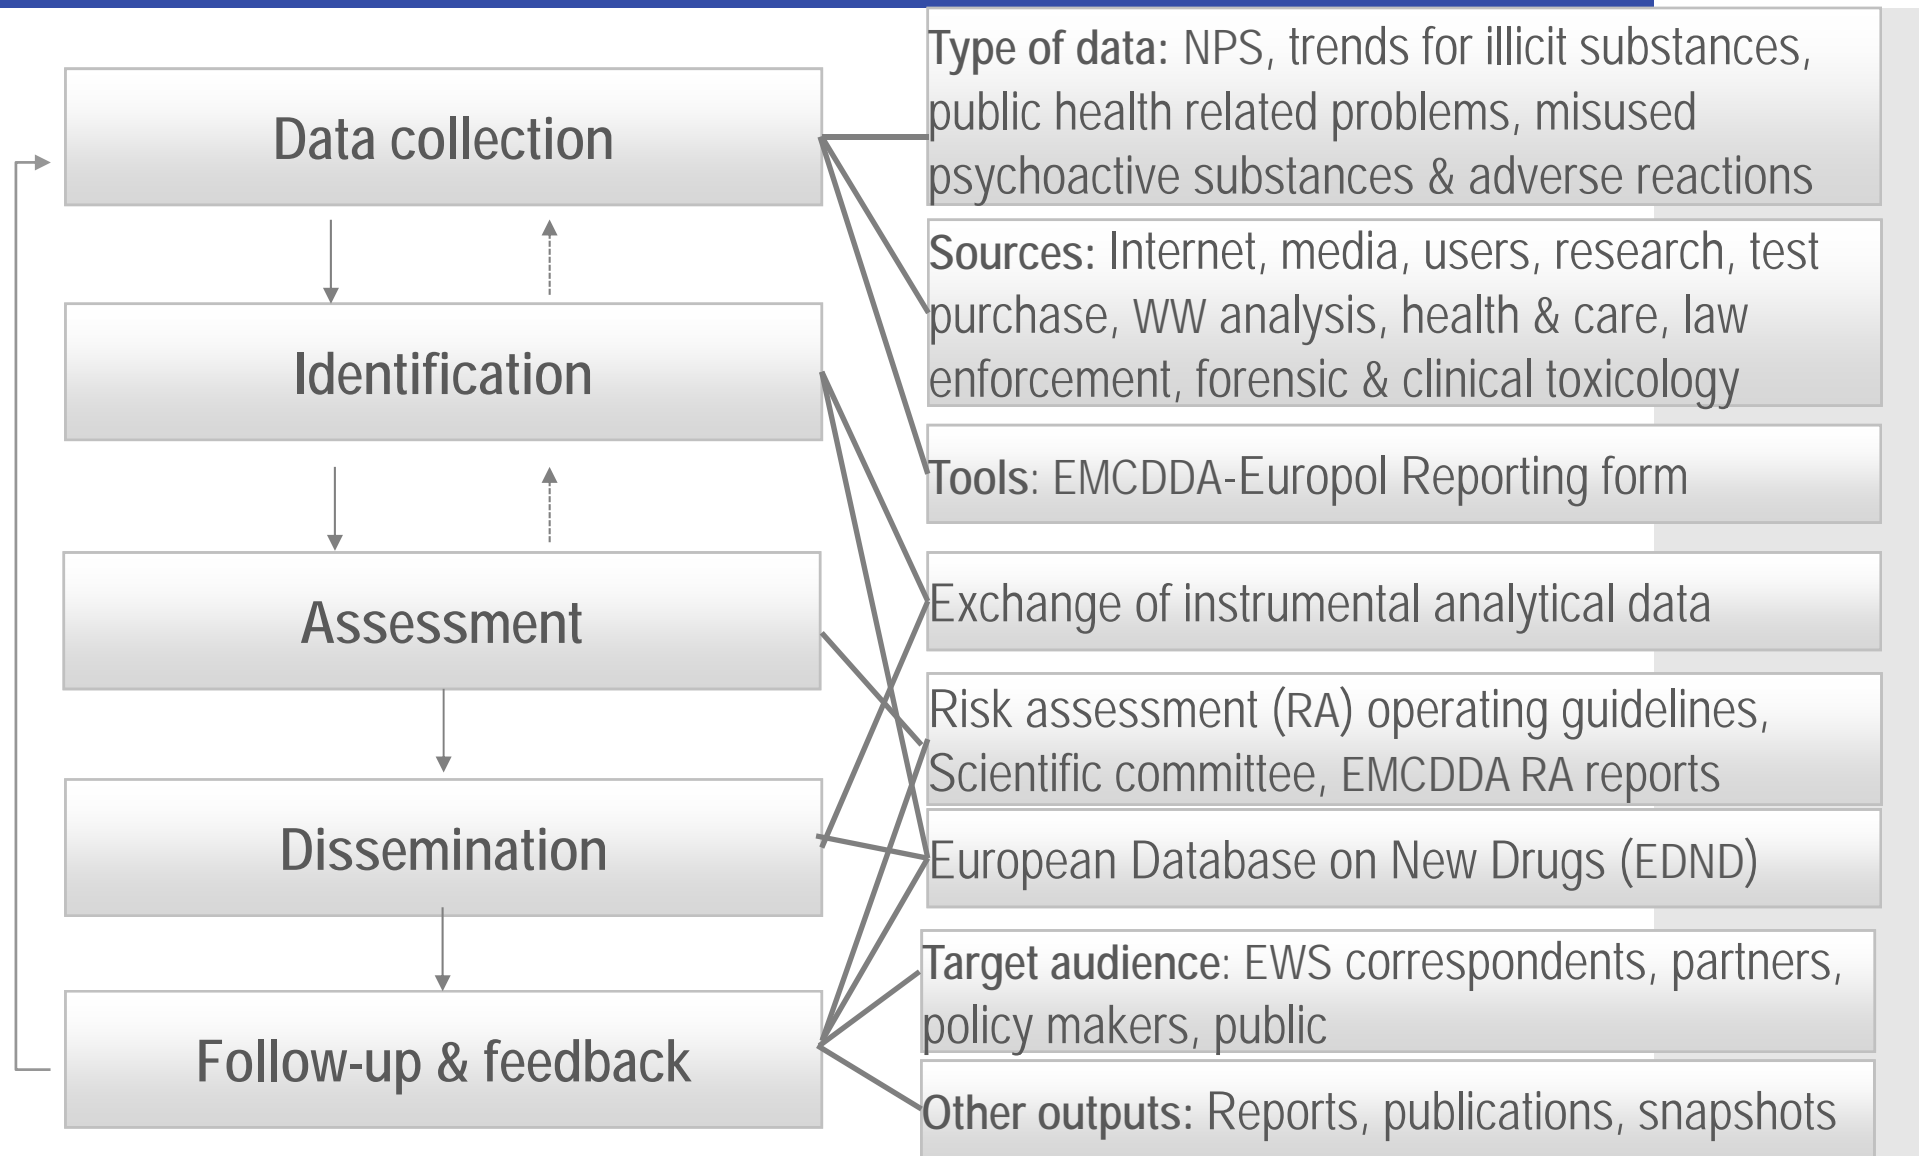 Data collection
Identification
Assessment
Dissemination
Follow-up & feedback
Type of data: NPS, trends for illicit substances,
public health related problems, misused
psychoactive substances & adverse reactions
Sources: Internet, media, users, research, test
purchase, WW analysis, health & care, law
enforcement, forensic & clinical toxicology
Tools: EMCDDA-Europol Reporting form
Exchange of instrumental analytical data
Risk assessment (RA) operating guidelines,
Scientific committee, EMCDDA RA reports
European Database on New Drugs (EDND)
Target audience: EWS correspondents, partners,
policy makers, public
Other outputs: Reports, publications, snapshots